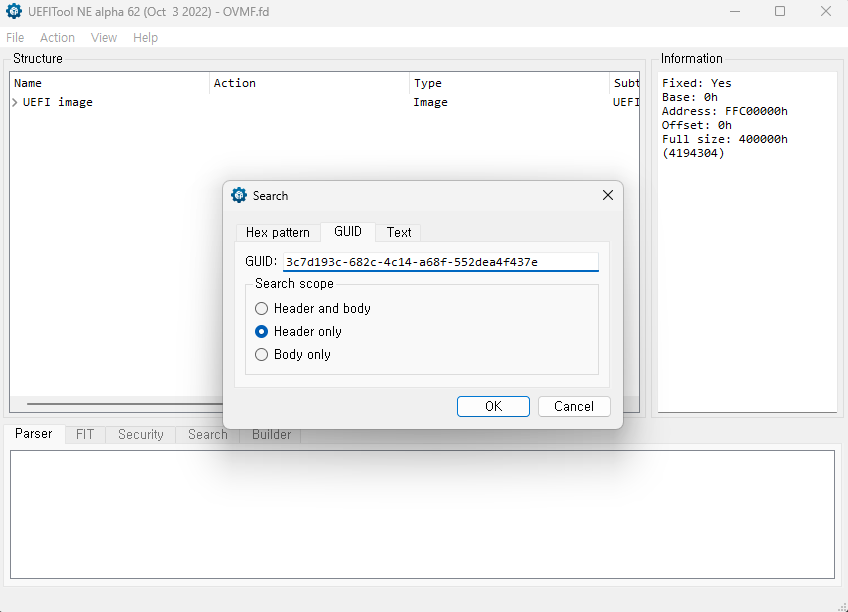 UEFITool NE alpha 62 (Oct 3 2022) - OVMF.fd
File Action View Help
Structure
Name Action Type Subt
UEFI image Image UEFI
Information
Fixed: Yes
Base: 0h
Address: FFC00000h
Offset: 0h
Full size: 400000h
(4194304)
Search
Hex pattern GUID Text
GUID: 3c7d193c-682c-4c14-a68f-552dea4f437e
Search scope
Header and body
Header only
Body only
OK Cancel
Parser FIT Security Search Builder